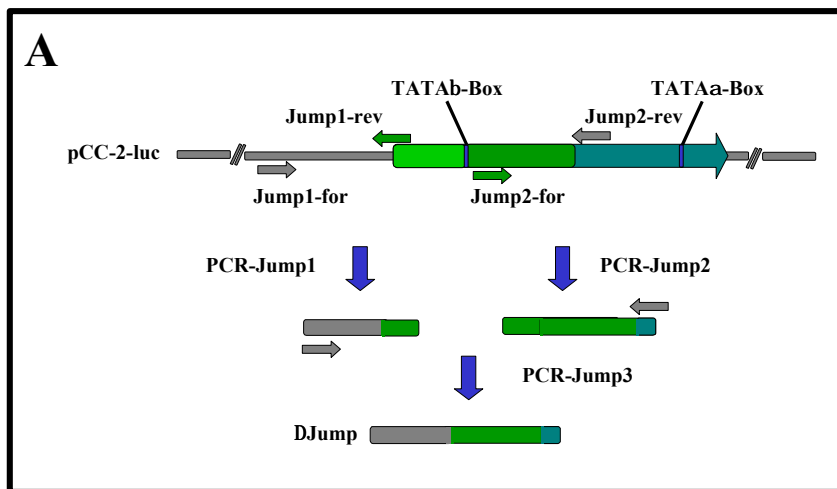 A
TATAb-Box
TATAa-Box
Jump1-rev
Jump2-rev
pCC-2-luc
Jump1-for
Jump2-for
PCR-Jump1
PCR-Jump2
PCR-Jump3
DJump